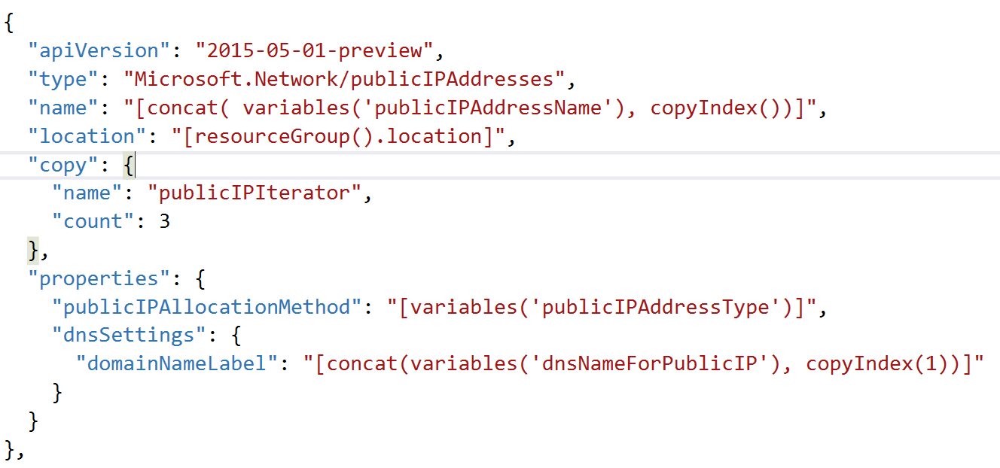 {
  "apiVersion": "2015-05-01-preview",
  "type": "Microsoft.Network/publicIPAddresses",
  "name": "[concat( variables('publicIPAddressName'), copyIndex())]",
  "location": "[resourceGroup().location]",
  "copy": {
    "name": "publicIPIterator",
    "count": 3
  },
  "properties": {
    "publicIPAllocationMethod": "[variables('publicIPAddressType')]",
    "dnsSettings": {
      "domainNameLabel": "[concat(variables('dnsNameForPublicIP'), copyIndex(1))]"
    }
  }
},